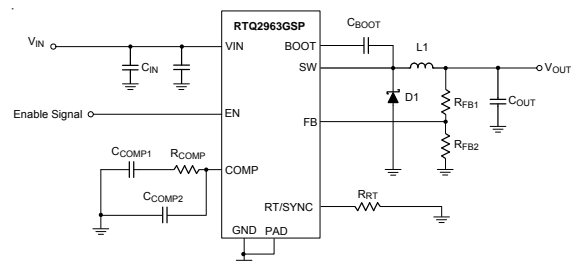 RTQ2963GSP
VIN
VIN
CIN
BOOT
CBOOT
SW
L1
VOUT
D1
RFB1
COUT
Enable Signal
EN
FB
RFB2
CCOMP1
RCOMP
COMP
CCOMP2
RT/SYNC
RRT
GND
PAD